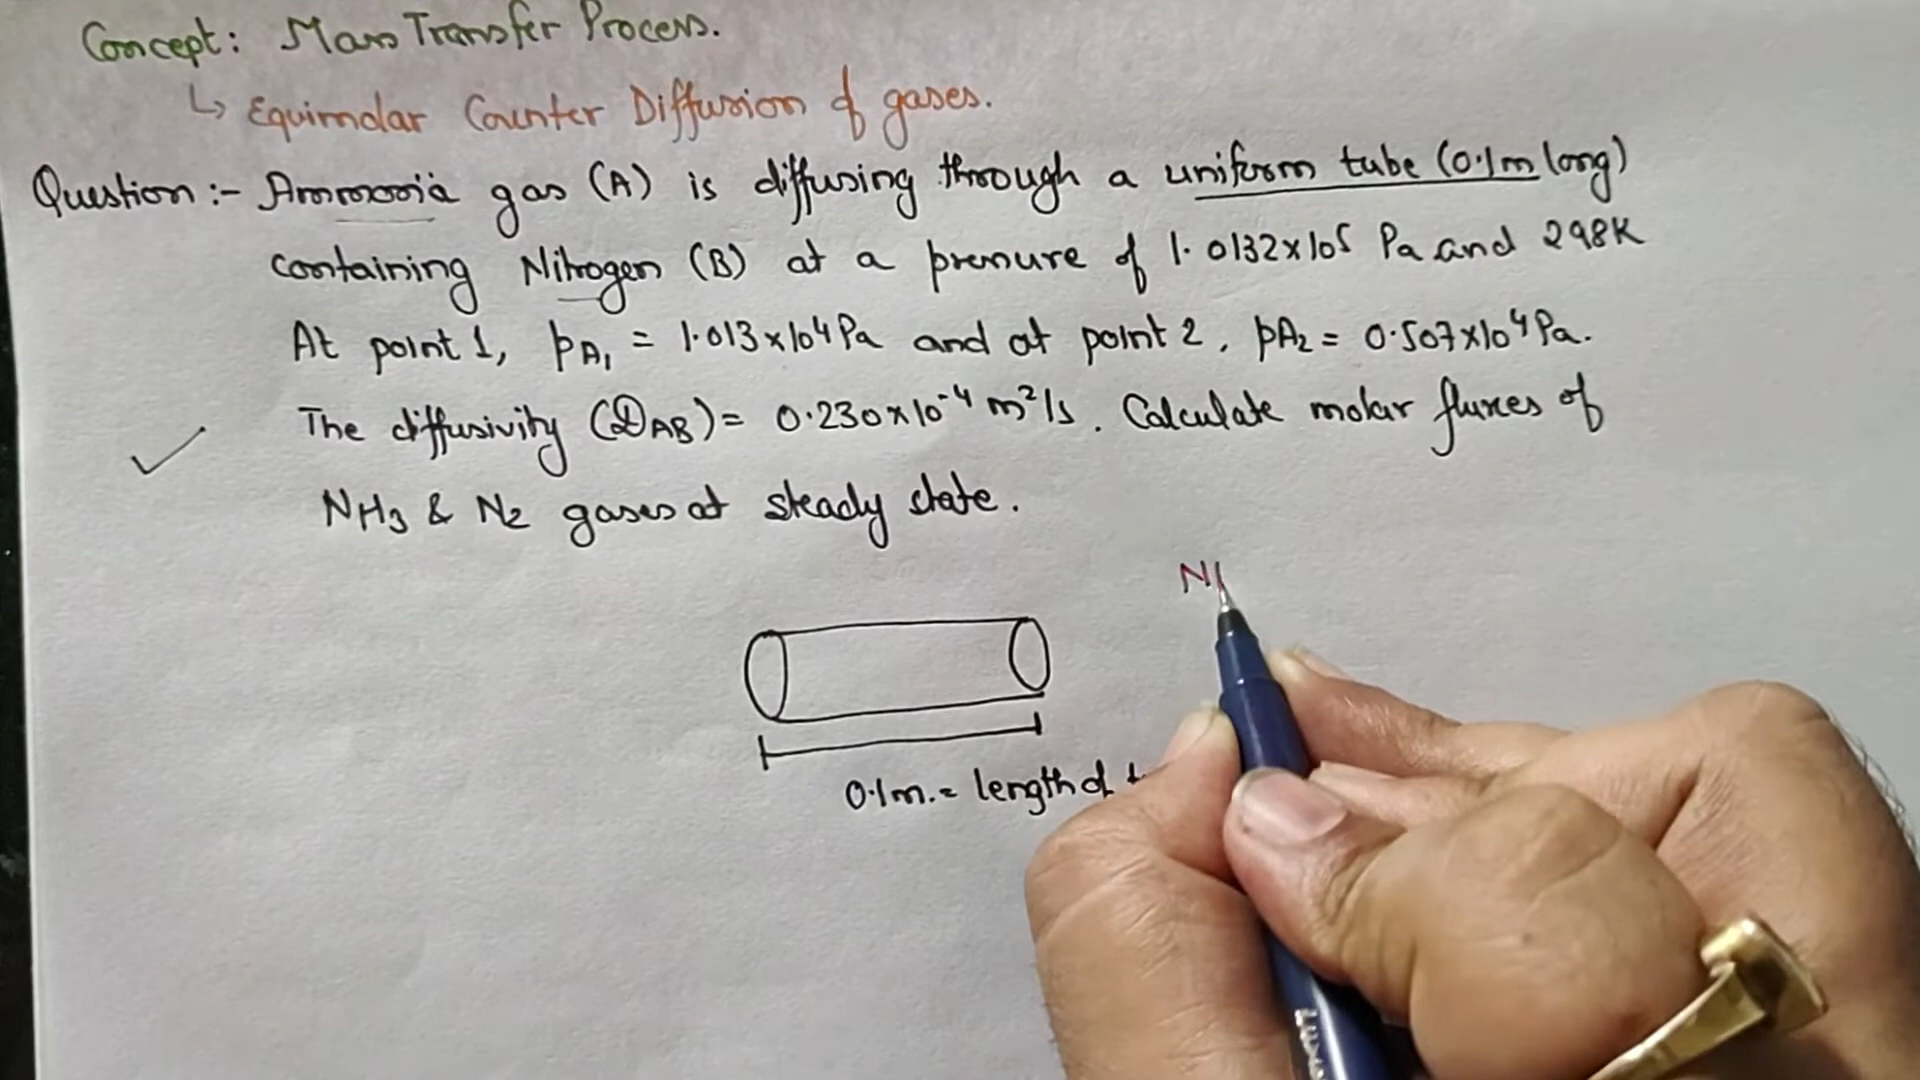 Concept: Mass Transfer Process.
↳ Equimolar Counter Diffusion of gases.
Question :- Ammonia gas (A) is diffusing through a uniform tube (0.1m long)
containing Nitrogen (B) at a pressure of 1.0132×10⁵ Pa and 298K
At point 1, pA₁ = 1.013×10⁴ Pa and at point 2, pA₂ = 0.507×10⁴ Pa.
The diffusivity (DAB) = 0.230×10⁻⁴ m²/s. Calculate molar fluxes of
NH₃ & N₂ gases at steady state.
0.1m. = length of